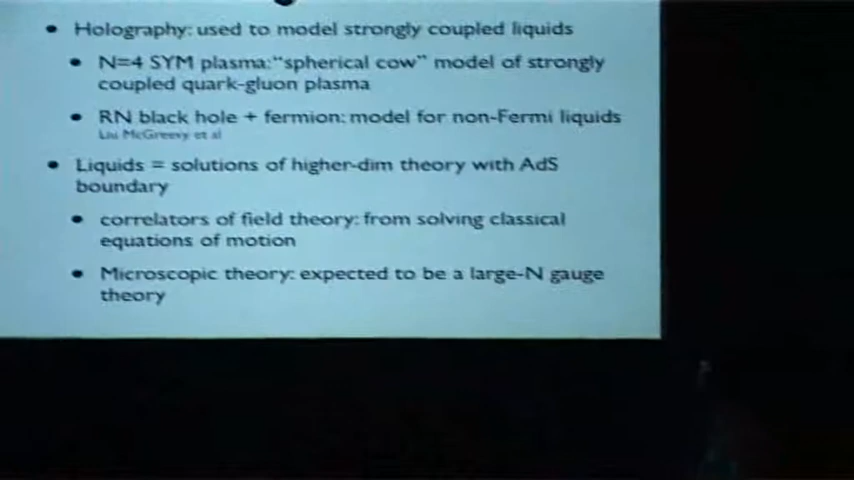 • Holography: used to model strongly coupled liquids
• N=4 SYM plasma: "spherical cow" model of strongly
coupled quark-gluon plasma
• RN black hole + fermion: model for non-Fermi liquids
Liu McGreevy et al
• Liquids = solutions of higher-dim theory with AdS
boundary
• correlators of field theory: from solving classical
equations of motion
• Microscopic theory: expected to be a large-N gauge
theory